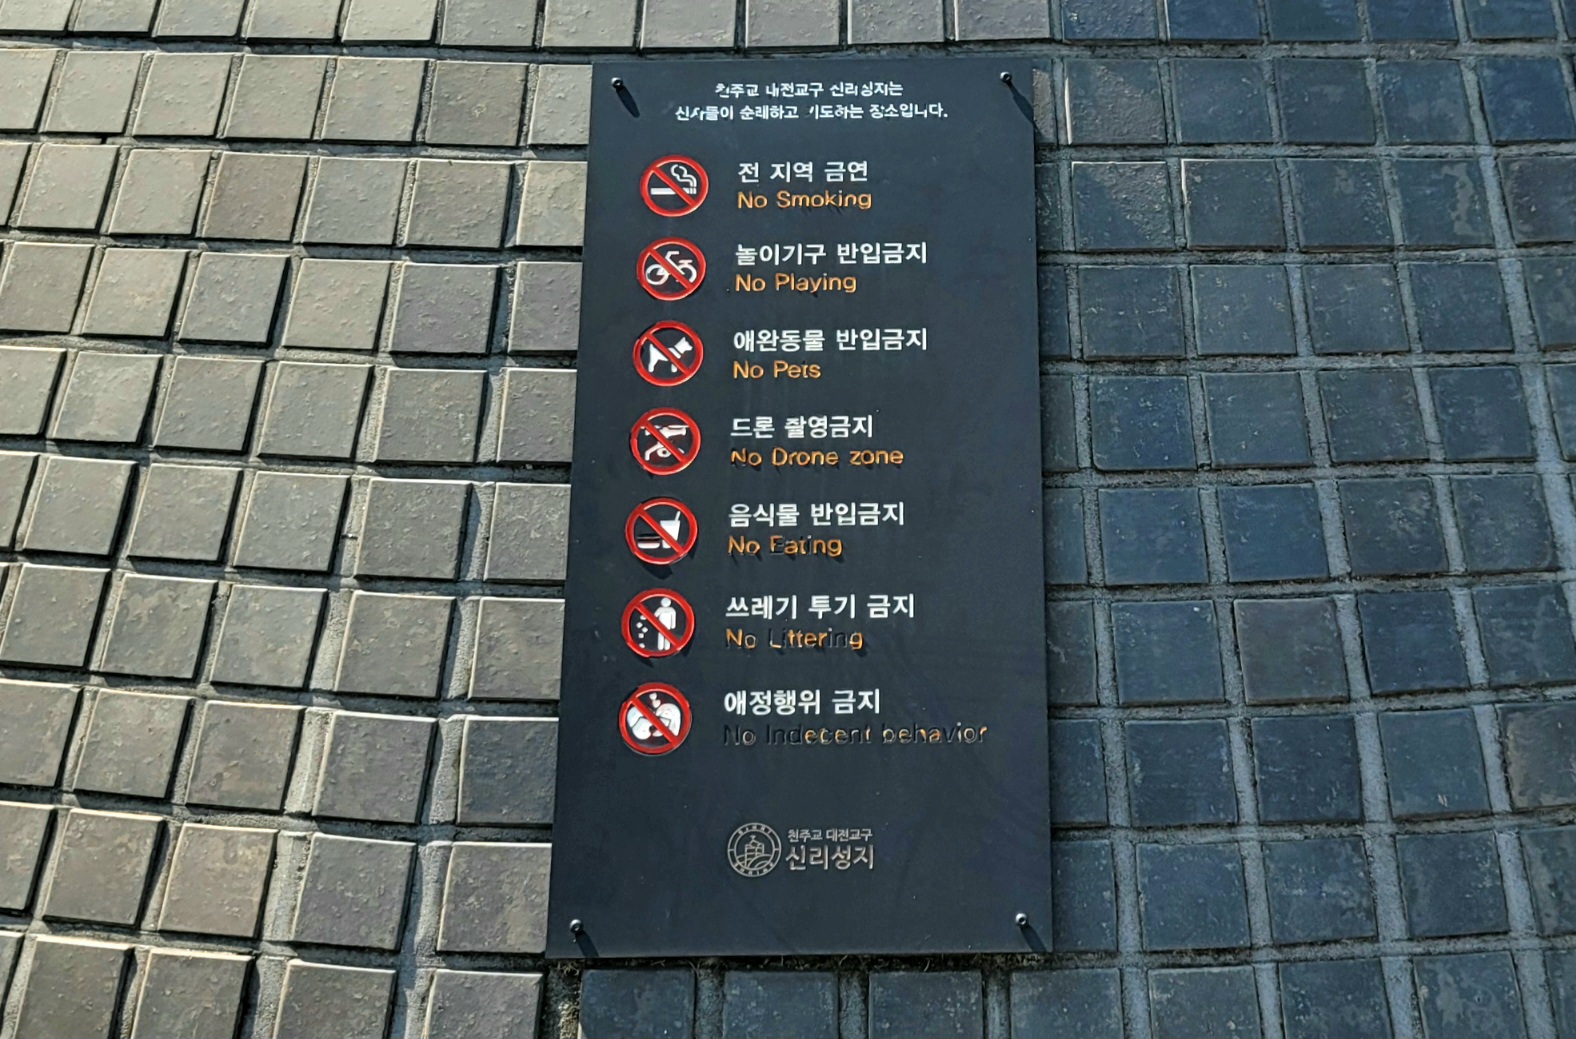 천주교 대전교구 신리성지는
신자들이 순례하고 기도하는 장소입니다.
전 지역 금연
No Smoking
놀이기구 반입금지
No Playing
애완동물 반입금지
No Pets
드론 촬영금지
No Drone zone
음식물 반입금지
No Eating
쓰레기 투기 금지
No Littering
애정행위 금지
No Indecent behavior
천주교 대전교구
신리성지